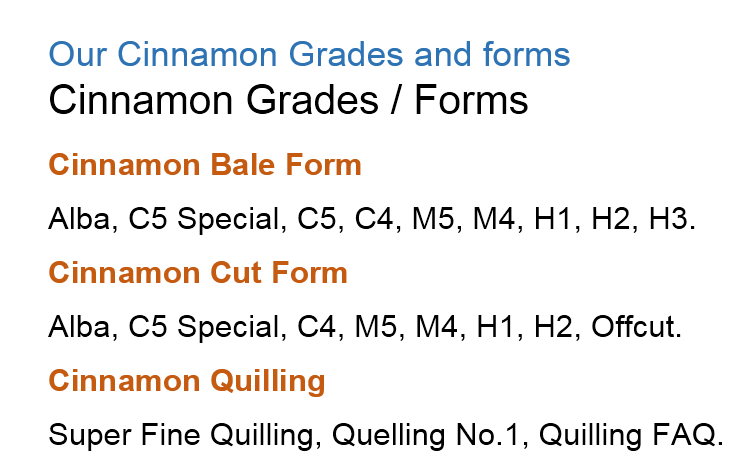 Our Cinnamon Grades and forms
Cinnamon Grades / Forms
Cinnamon Bale Form
Alba, C5 Special, C5, C4, M5, M4, H1, H2, H3.
Cinnamon Cut Form
Alba, C5 Special, C4, M5, M4, H1, H2, Offcut.
Cinnamon Quilling
Super Fine Quilling, Quelling No.1, Quilling FAQ.